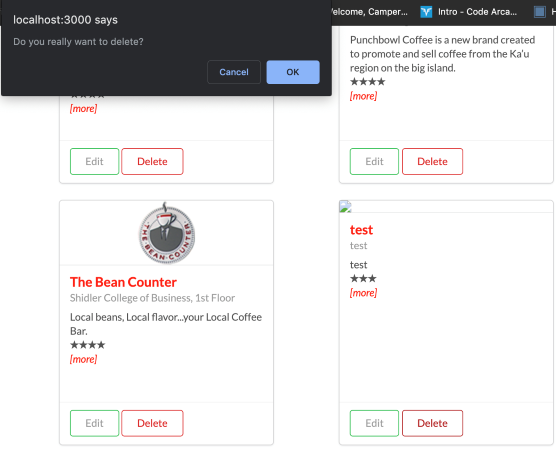 localhost:3000 says
Do you really want to delete?
Cancel
OK
elcome, Camper...
Intro - Code Arca...
H
★★★★
[more]
Edit
Delete
Punchbowl Coffee is a new brand created
to promote and sell coffee from the Ka'u
region on the big island.
★★★★
[more]
Edit
Delete
THE BEAN COUNTER
The Bean Counter
Shidler College of Business, 1st Floor
Local beans, Local flavor...your Local Coffee
Bar.
★★★★
[more]
Edit
Delete
test
test
test
★★★
[more]
Edit
Delete